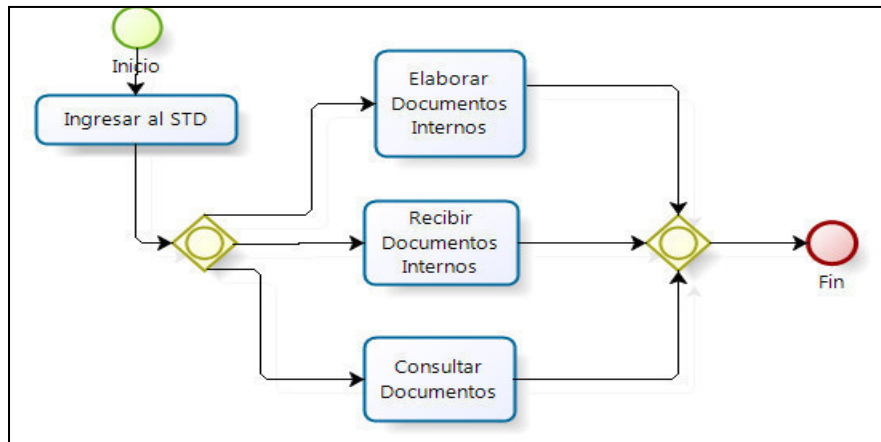 Inicio
Ingresar al STD
Elaborar
Documentos
Internos
Recibir
Documentos
Internos
Consultar
Documentos
Fin